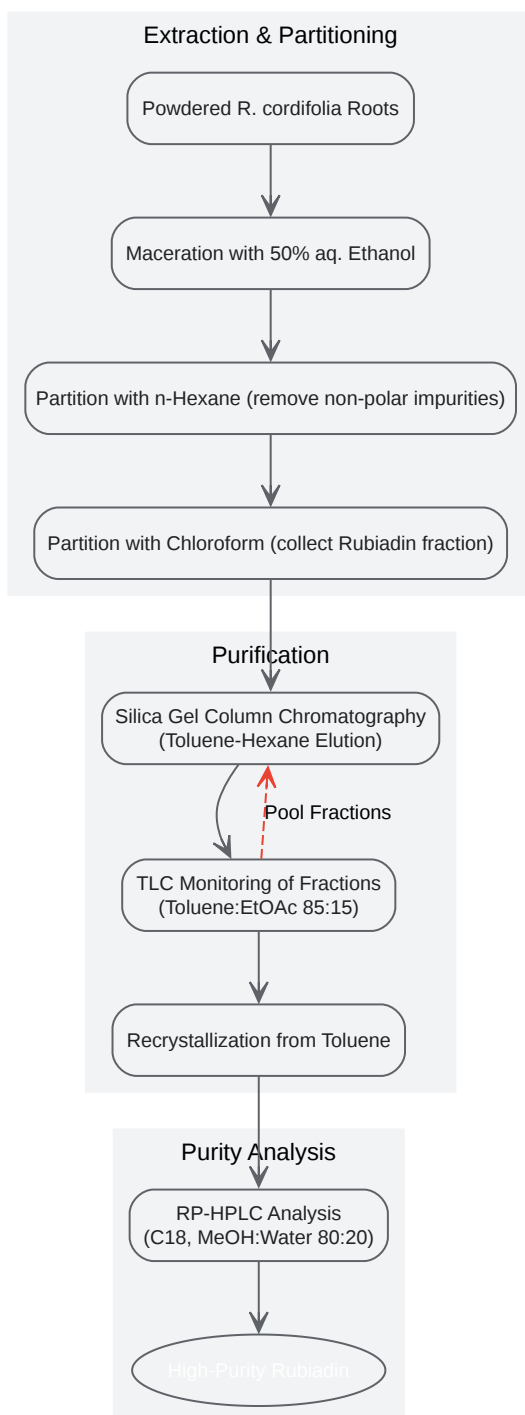 Extraction & Partitioning
Powdered R. cordifolia Roots
Maceration with 50% aq. Ethanol
Partition with n-Hexane (remove non-polar impurities)
Partition with Chloroform (collect Rubiadin fraction)
Purification
Silica Gel Column Chromatography
(Toluene-Hexane Elution)
Pool Fractions
TLC Monitoring of Fractions
(Toluene:EtOAc 85:15)
Recrystallization from Toluene
Purity Analysis
RP-HPLC Analysis
(C18, MeOH:Water 80:20)
High-Purity Rubiadin